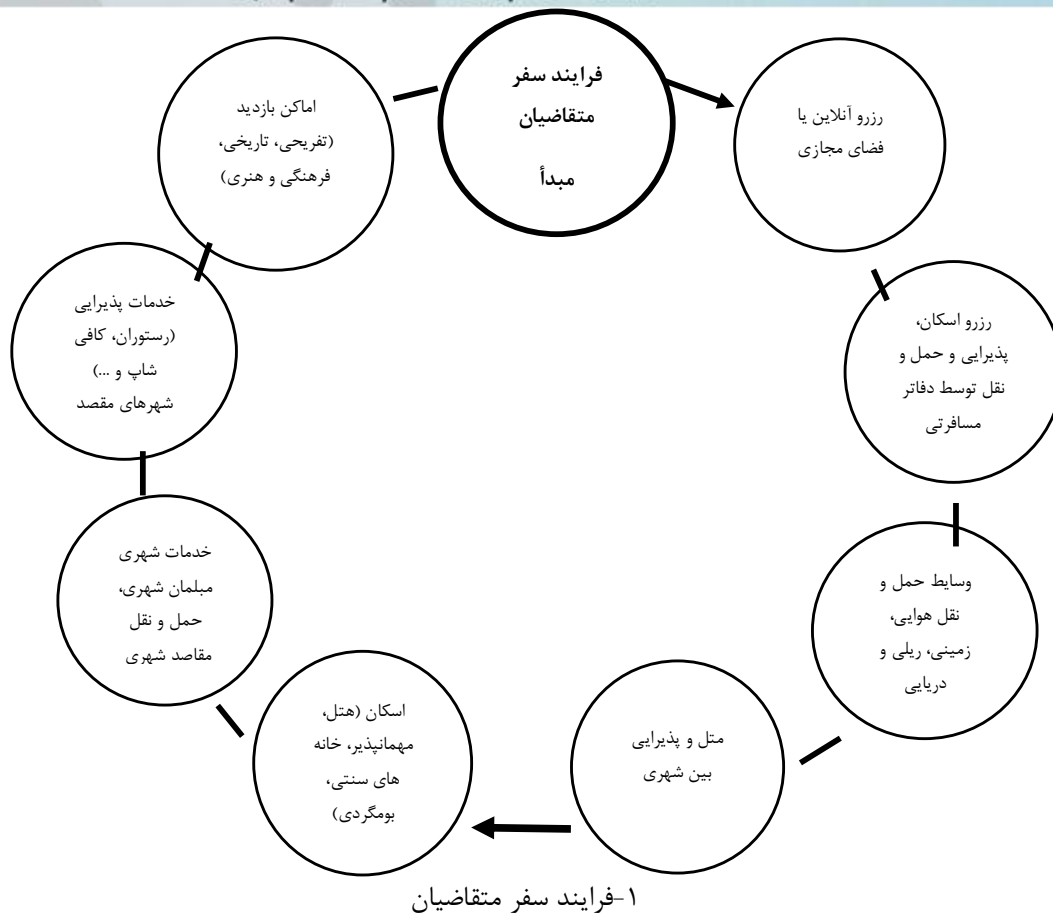 فرایند سفر
متقاضیان
مبدأ
رزرو آنلاین یا
فضای مجازی
رزرو اسکان،
پذیرایی و حمل و
نقل توسط دفاتر
مسافرتی
وسایط حمل و
نقل هوایی،
زمینی، ریلی و
دریایی
متل و پذیرایی
بین شهری
اسکان (هتل،
مهمانپذیر، خانه
های سنتی،
بومگردی)
خدمات شهری
مبلمان شهری،
حمل و نقل
مقاصد شهری
خدمات پذیرایی
(رستوران، کافی
شاپ و ...)
شهرهای مقصد
اماکن بازدید
(تفریحی، تاریخی،
فرهنگی و هنری)
۱-فرایند سفر متقاضیان